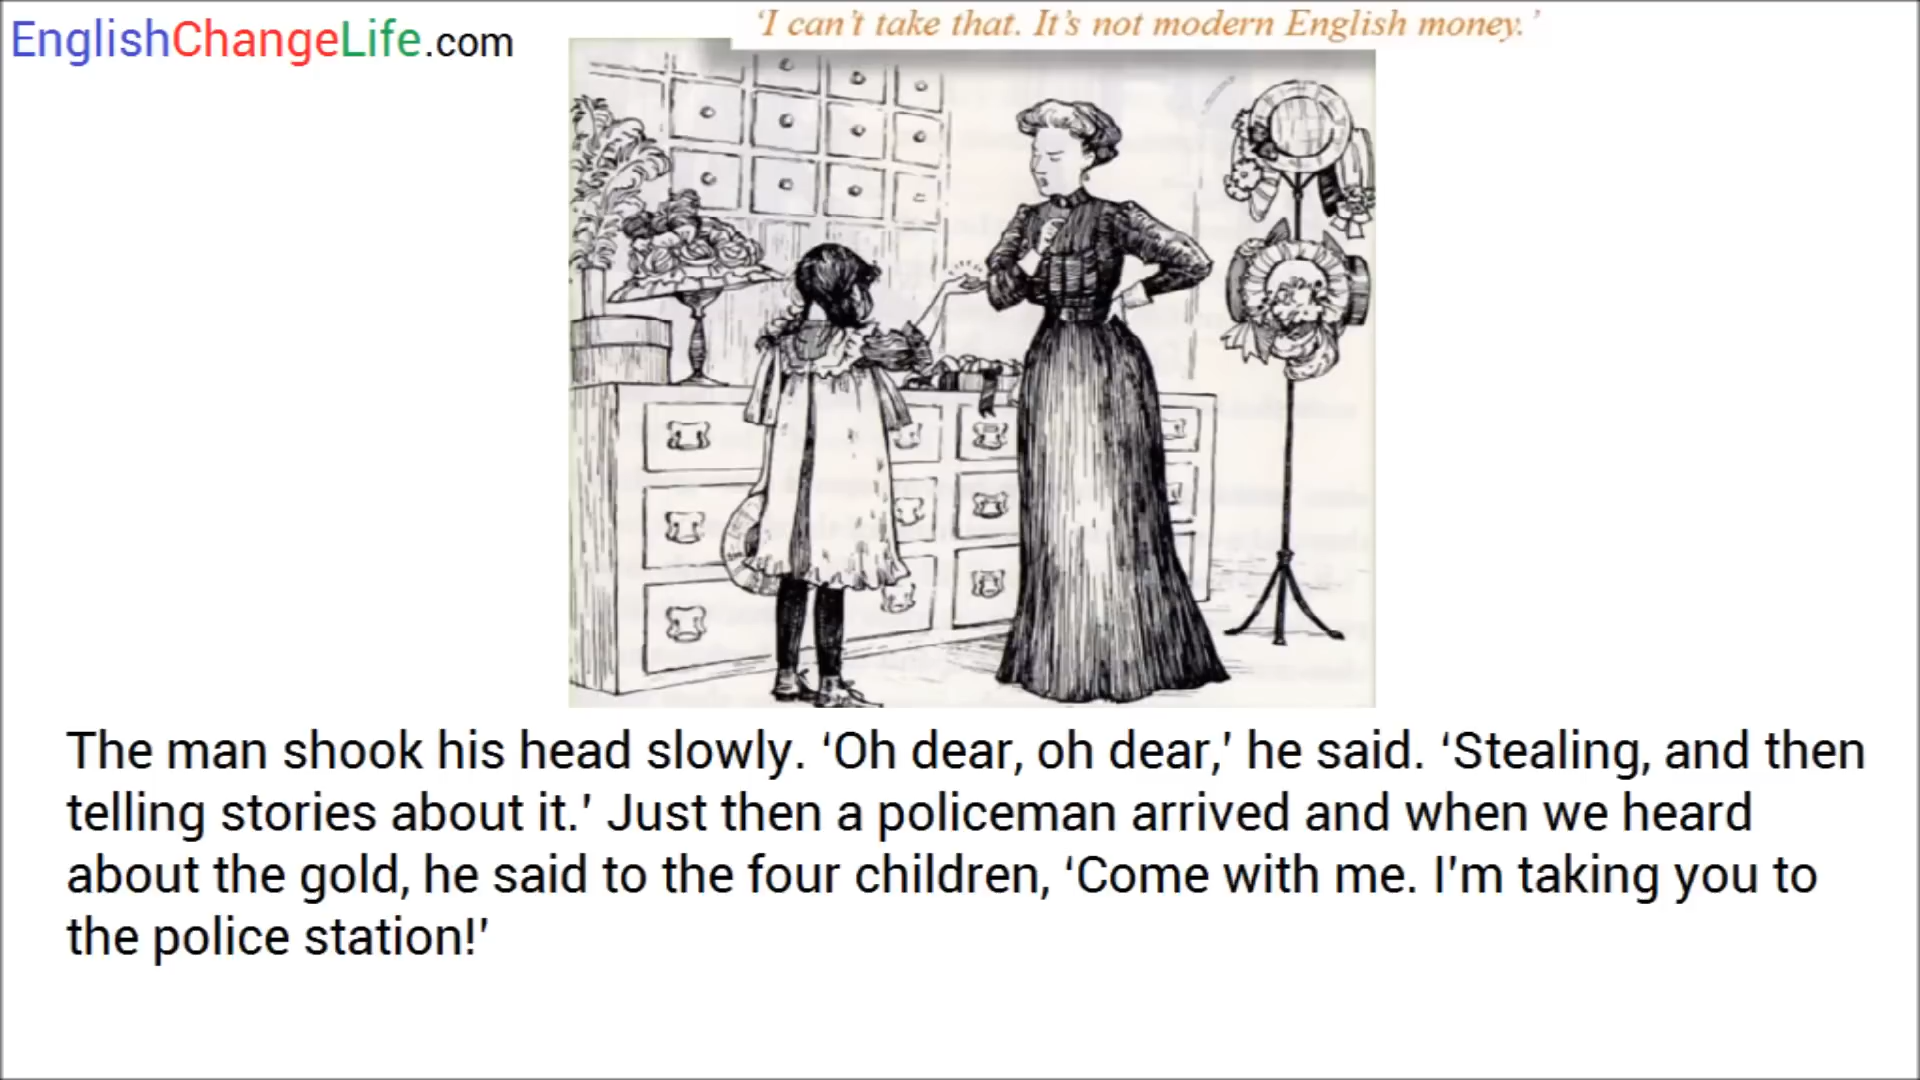 EnglishChangeLife.com
‘I can’t take that. It’s not modern English money.’
The man shook his head slowly. ‘Oh dear, oh dear,’ he said. ‘Stealing, and then
telling stories about it.’ Just then a policeman arrived and when we heard
about the gold, he said to the four children, ‘Come with me. I’m taking you to
the police station!’